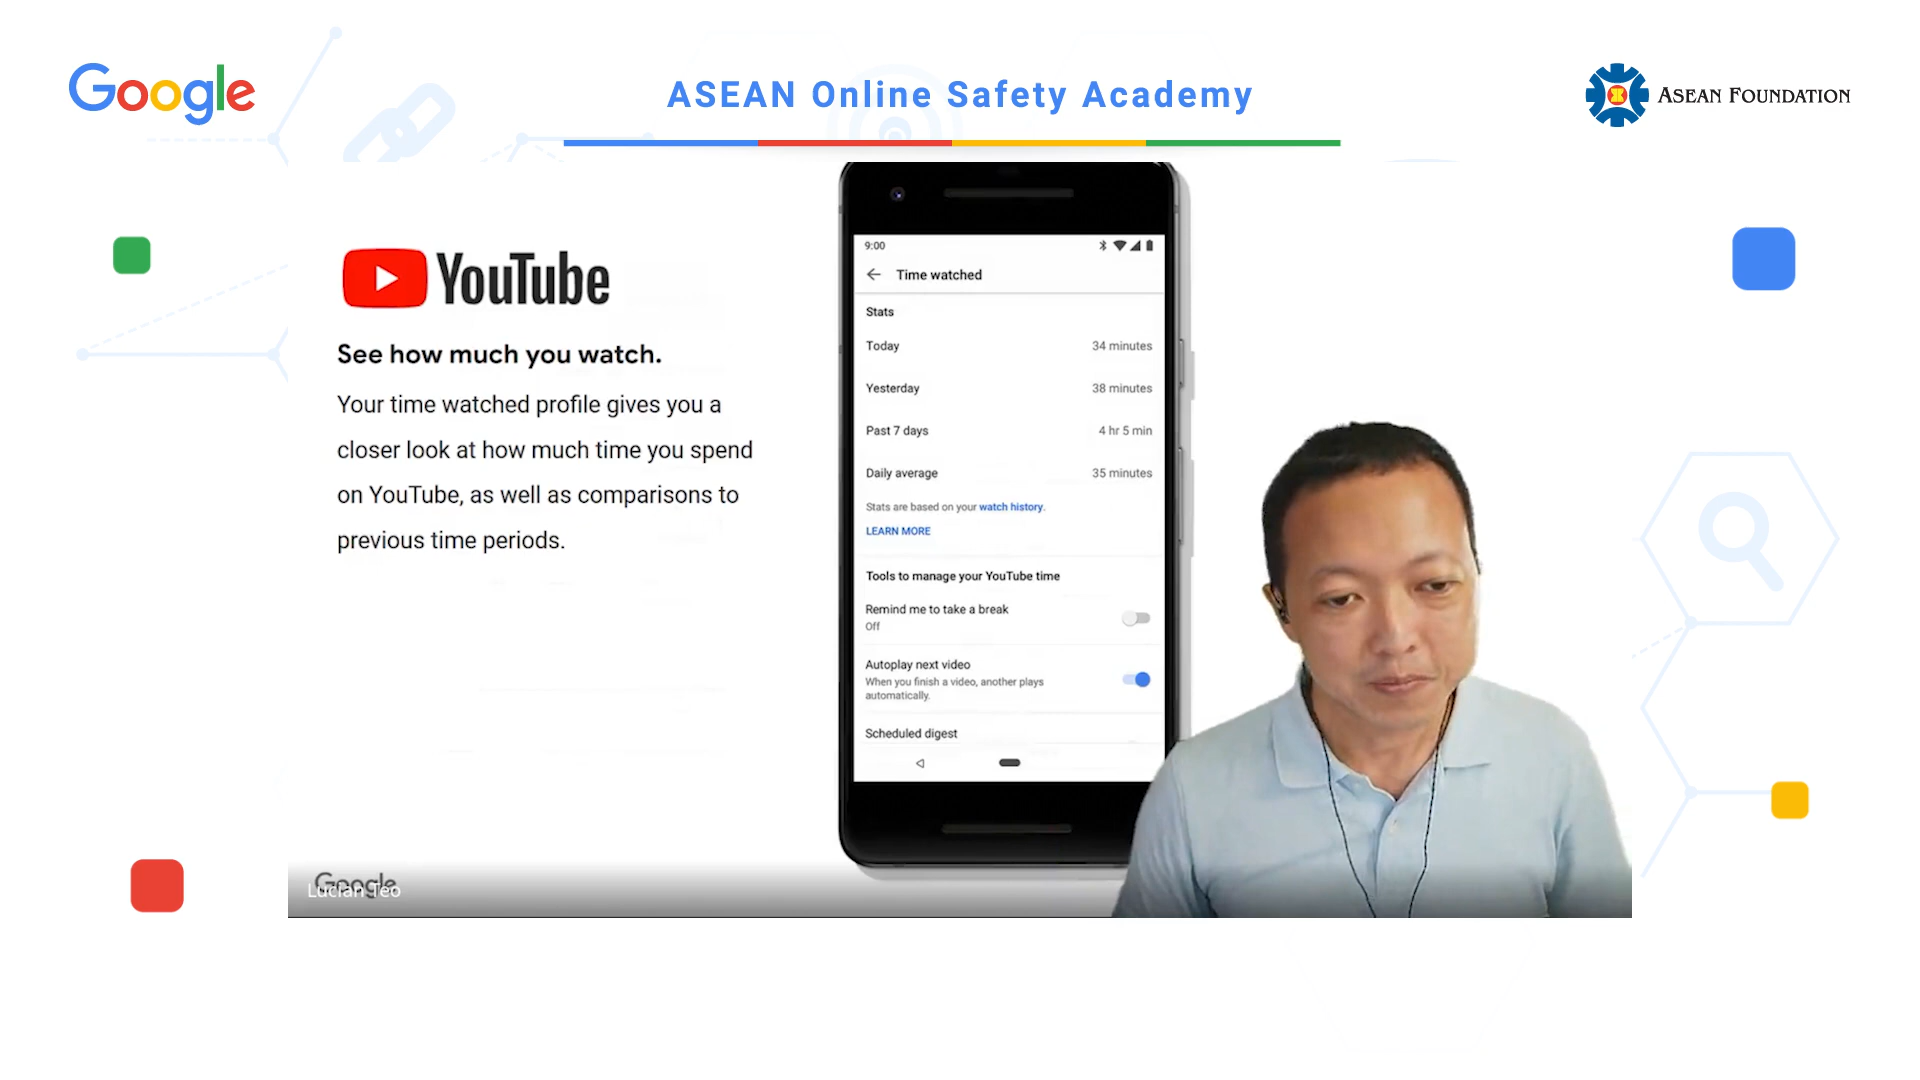 Google
ASEAN Online Safety Academy
ASEAN FOUNDATION
YouTube
See how much you watch.
Your time watched profile gives you a
closer look at how much time you spend
on YouTube, as well as comparisons to
previous time periods.
9:00
Time watched
Stats
Today 34 minutes
Yesterday 38 minutes
Past 7 days 4 hr 5 min
Daily average 35 minutes
Stats are based on your watch history.
LEARN MORE
Tools to manage your YouTube time
Remind me to take a break
Off
Autoplay next video
When you finish a video, another plays
automatically.
Scheduled digest
Google
Lucian Teo